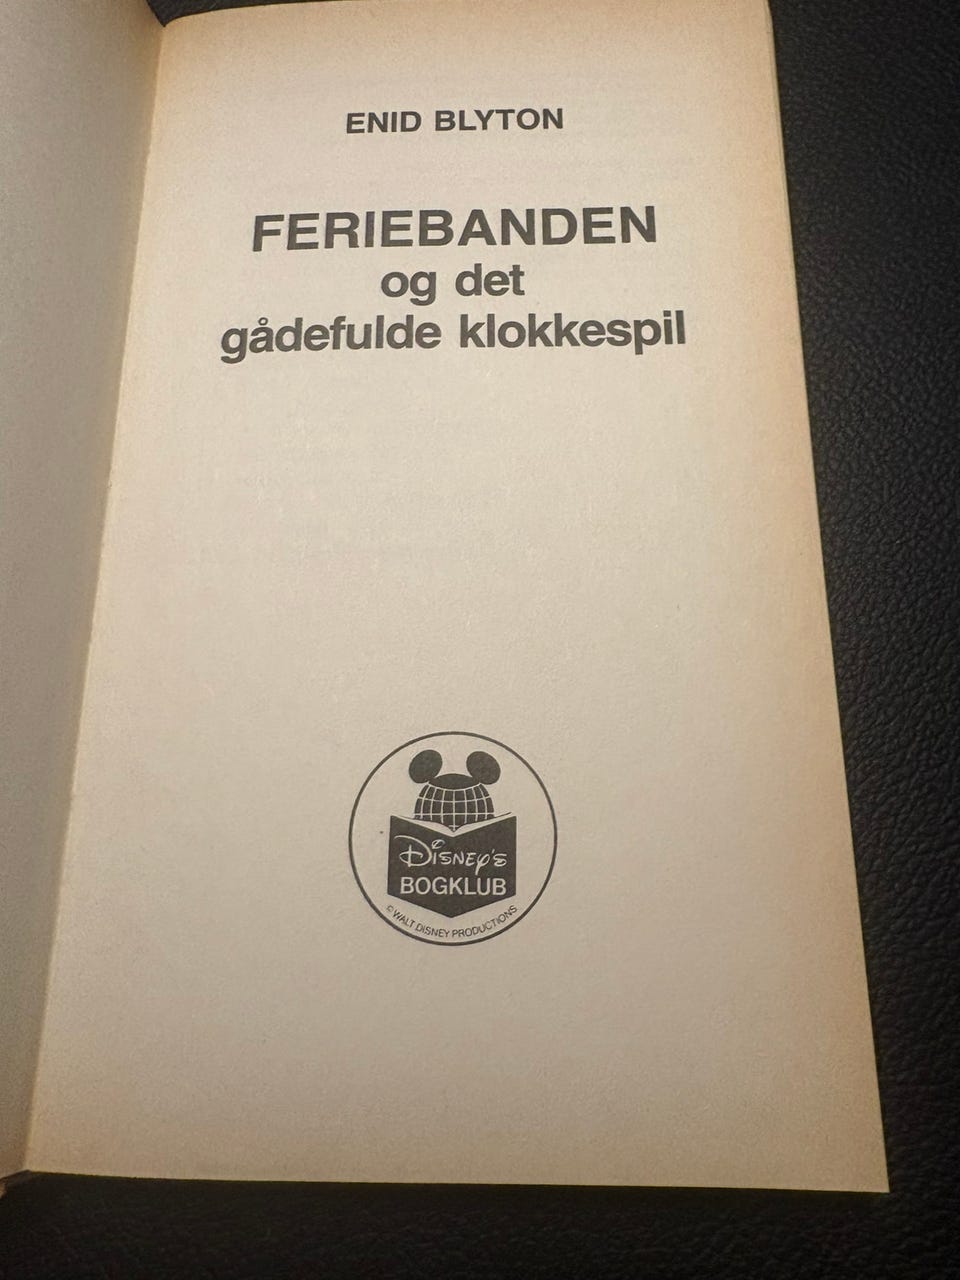 ENID BLYTON
FERIEBANDEN
og det
gådefulde klokkespil
DISNEY'S
BOGKLUB
© WALT DISNEY PRODUCTIONS